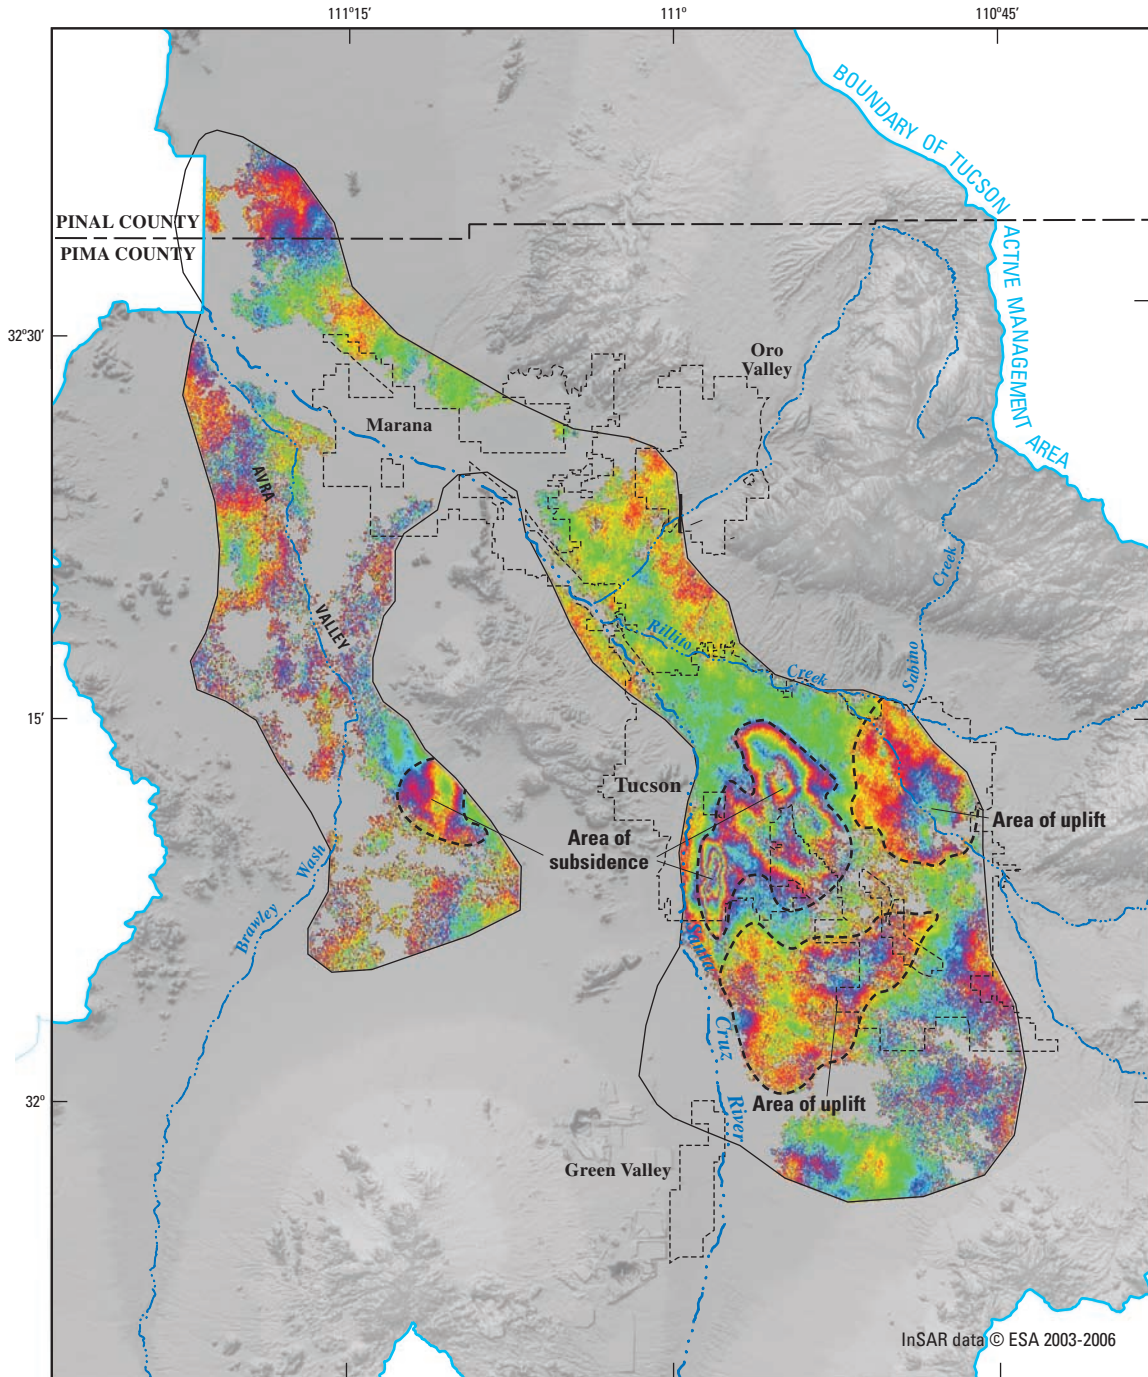 111°15'
111°
110°45'
BOUNDARY OF TUCSON ACTIVE MANAGEMENT AREA
PINAL COUNTY
PIMA COUNTY
32°30'
Oro
Valley
Marana
AVRA
VALLEY
Creek
Sabino
Rillito
Creek
15'
Tucson
Area of uplift
Area of
subsidence
Wash
Brawley
Santa
Cruz
River
32°
Area of uplift
Green Valley
InSAR data © ESA 2003-2006